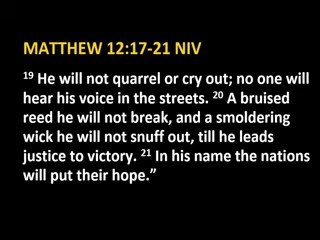 MATTHEW 12:17-21 NIV
19 He will not quarrel or cry out; no one will
hear his voice in the streets. 20 A bruised
reed he will not break, and a smoldering
wick he will not snuff out, till he leads
justice to victory. 21 In his name the nations
will put their hope.”